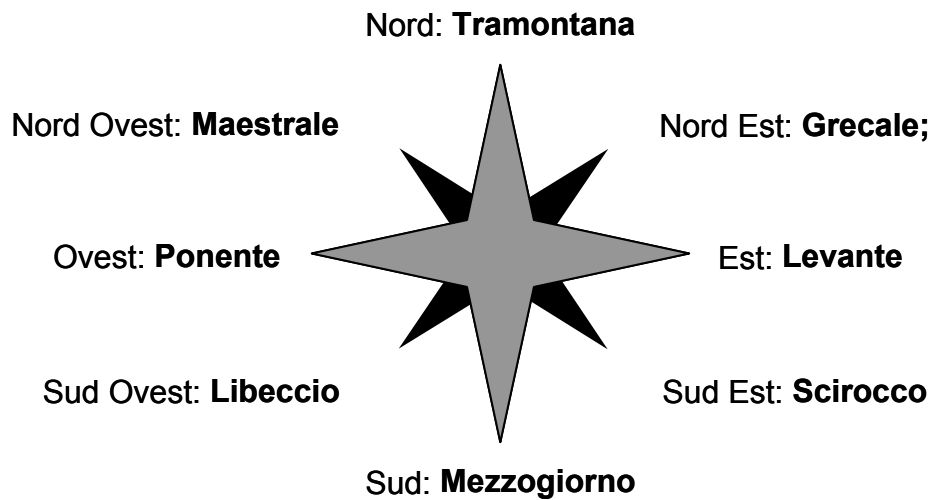 Nord: Tramontana
Nord Ovest: Maestrale
Nord Est: Grecale;
Ovest: Ponente
Est: Levante
Sud Ovest: Libeccio
Sud Est: Scirocco
Sud: Mezzogiorno